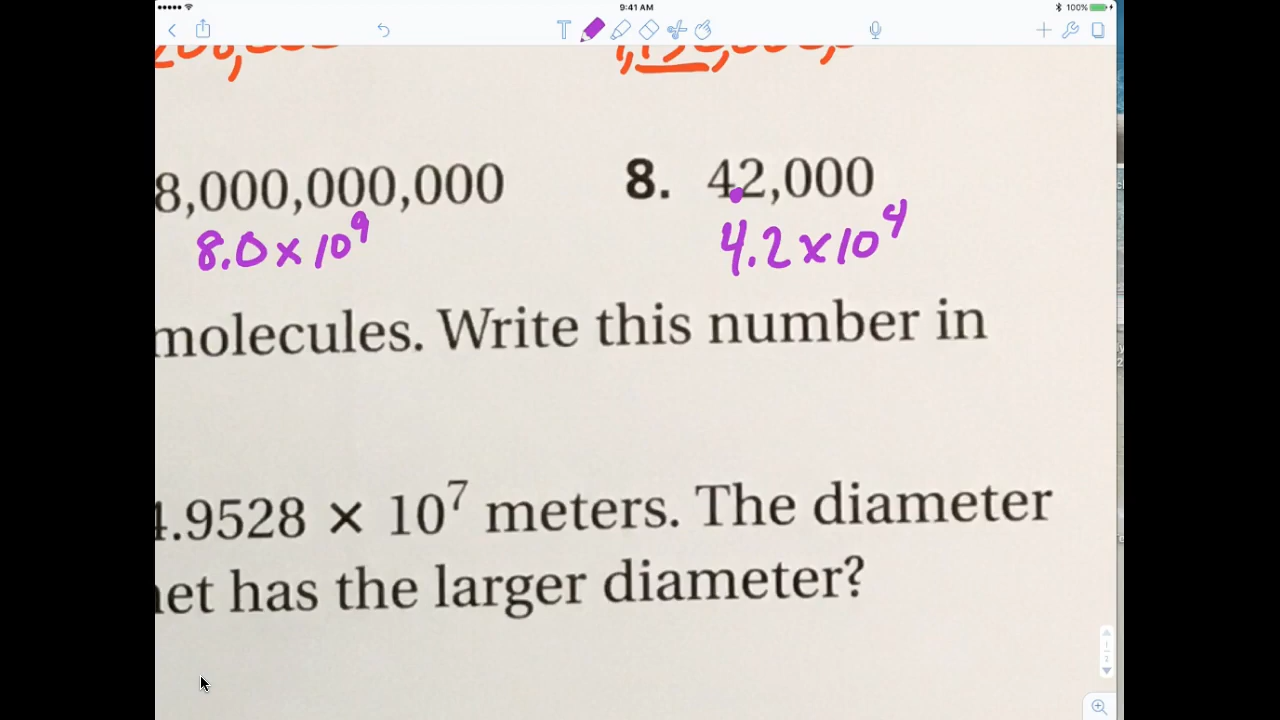 9:41 AM
100%
T
8,000,000,000
8. 42,000
8.0 x 10⁹
4.2 x 10⁴
molecules. Write this number in
4.9528 × 10⁷ meters. The diameter
has the larger diameter?